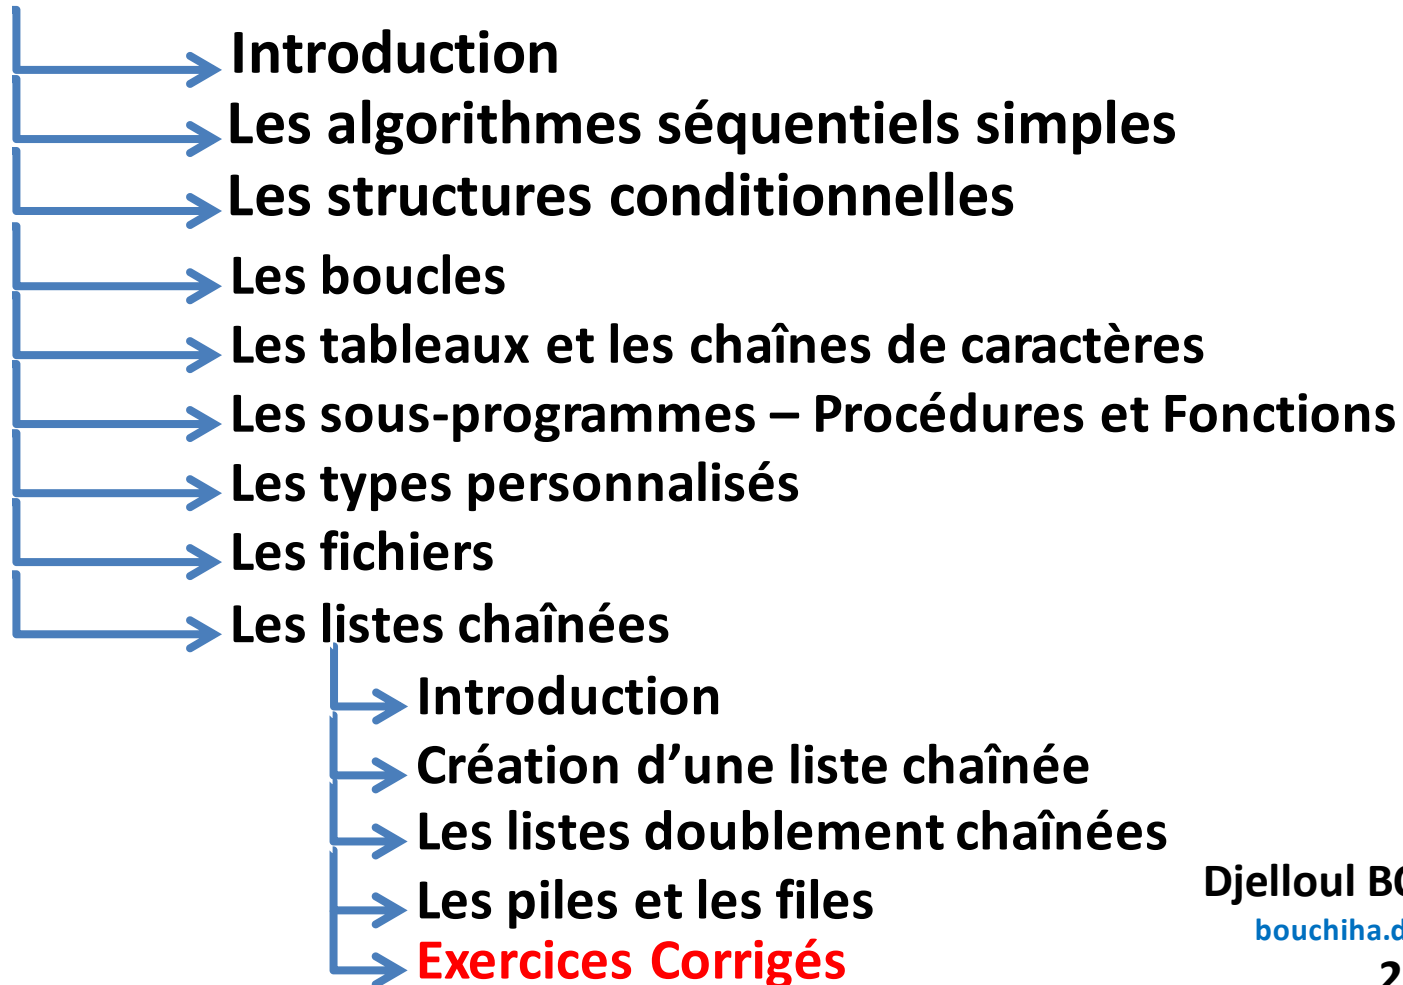 Introduction
Les algorithmes séquentiels simples
Les structures conditionnelles
Les boucles
Les tableaux et les chaînes de caractères
Les sous-programmes – Procédures et Fonctions
Les types personnalisés
Les fichiers
Les listes chaînées
Introduction
Création d’une liste chaînée
Les listes doublement chaînées
Les piles et les files
Djelloul
Exercices Corrigés